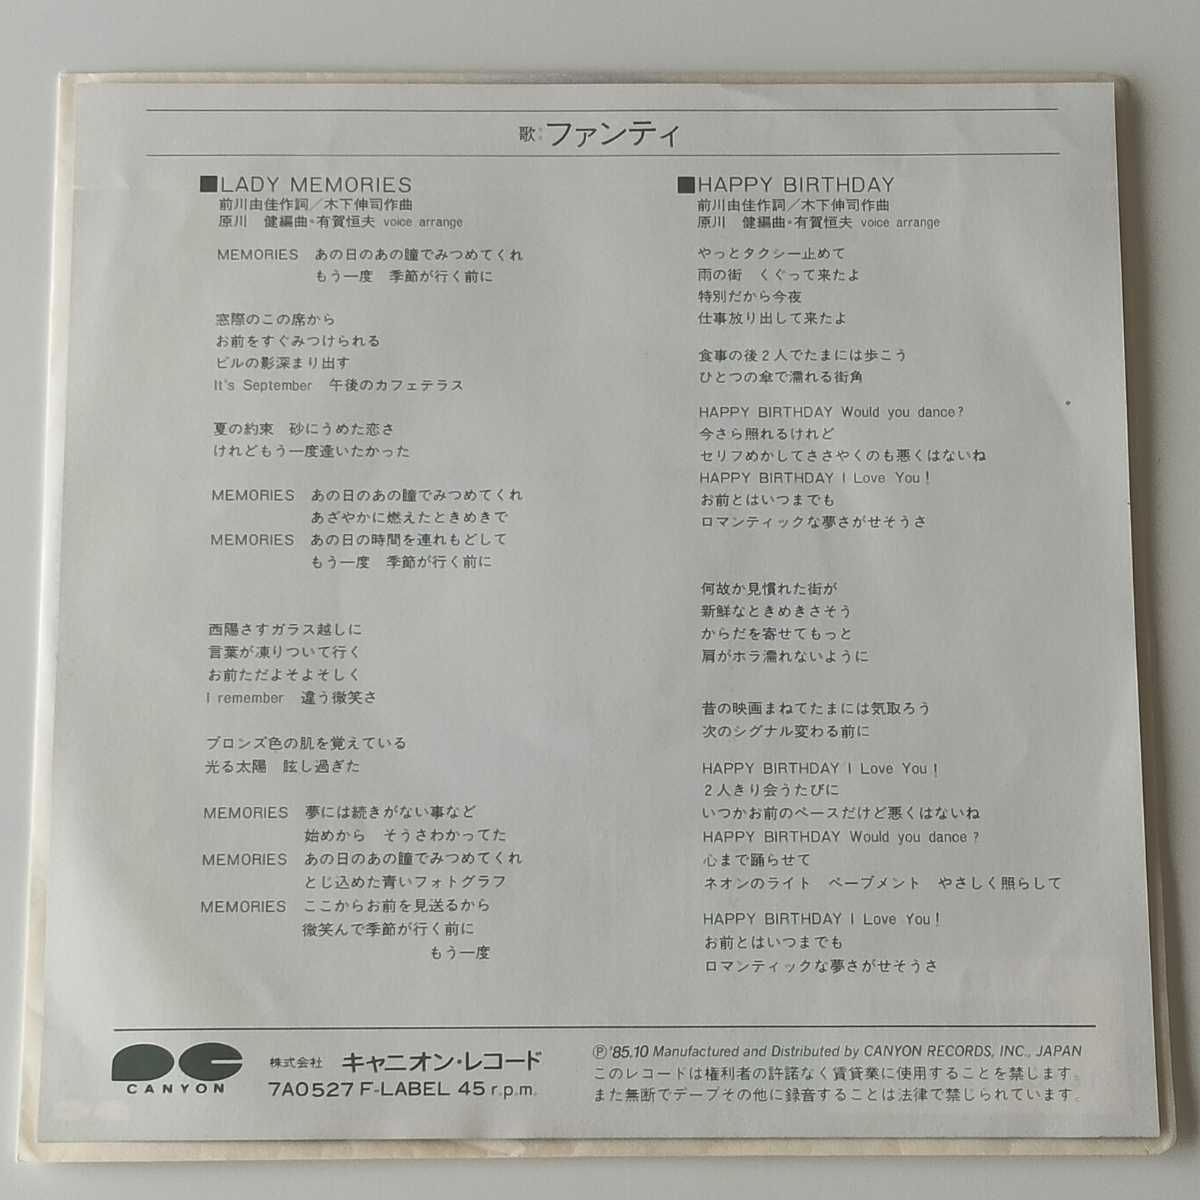 歌:ファンティ
■LADY MEMORIES
前川由佳作詞／木下伸司作曲
原川　健編曲・有賀恒夫 voice arrange
MEMORIES　あの日のあの瞳でみつめてくれ
もう一度　季節が行く前に
窓際のこの席から
お前をすぐみつけられる
ビルの影深まり出す
It's September　午後のカフェテラス
夏の約束　砂にうめた恋さ
けれどもう一度逢いたかった
MEMORIES　あの日のあの瞳でみつめてくれ
あざやかに燃えたときめきで
MEMORIES　あの日の時間を連れもどして
もう一度　季節が行く前に
西陽さすガラス越しに
言葉が凍りついて行く
お前ただよそよそしく
I remember　違う微笑さ
ブロンズ色の肌を覚えている
光る太陽　眩し過ぎた
MEMORIES　夢には続きがない事など
始めから　そうさわかってた
MEMORIES　あの日のあの瞳でみつめてくれ
とじ込めた青いフォトグラフ
MEMORIES　ここからお前を見送るから
微笑んで季節が行く前に
もう一度
■HAPPY BIRTHDAY
前川由佳作詞／木下伸司作曲
原川　健編曲・有賀恒夫 voice arrange
やっとタクシー止めて
雨の街　くぐって来たよ
特別だから今夜
仕事放り出して来たよ
食事の後2人でたまには歩こう
ひとつの傘で濡れる街角
HAPPY BIRTHDAY Would you dance?
今さら照れるけれど
セリフめかしてささやくのも悪くはないね
HAPPY BIRTHDAY I Love You!
お前とはいつまでも
ロマンティックな夢さがせそうさ
何故か見慣れた街が
新鮮なときめきさそう
からだを寄せてもっと
肩がホラ濡れないように
昔の映画まねてたまには気取ろう
次のシグナル変わる前に
HAPPY BIRTHDAY I Love You!
2人きり会うたびに
いつかお前のペースだけど悪くはないね
HAPPY BIRTHDAY Would you dance?
心まで踊らせて
ネオンのライト　ペーブメント　やさしく照らして
HAPPY BIRTHDAY I Love You!
お前とはいつまでも
ロマンティックな夢さがせそうさ
CANYON
株式会社 キャニオン・レコード
7A0527 F-LABEL 45 r.p.m.
Ⓟ'85.10 Manufactured and Distributed by CANYON RECORDS, INC., JAPAN
このレコードは権利者の許諾なく賃貸業に使用することを禁じます。
また無断でテープその他に録音することは法律で禁じられています。